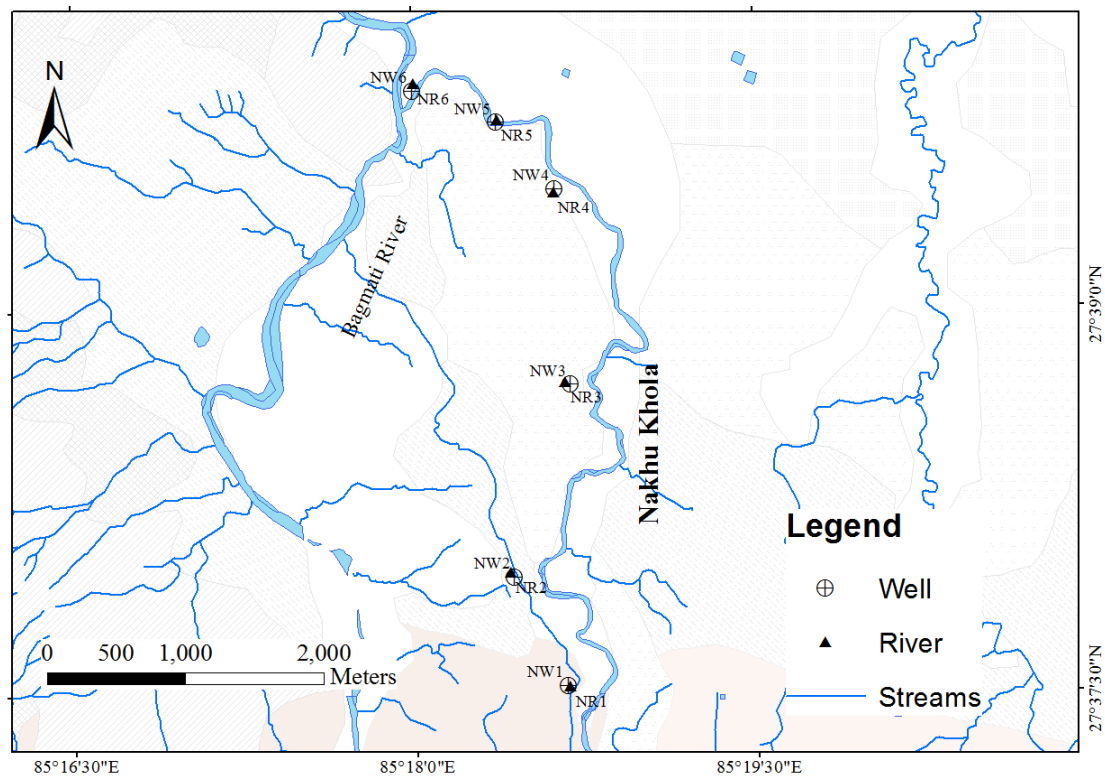 N
NW6
NR6
NW5
NR5
NW4
NR4
Bagmati River
27°39'0"N
NW3
NR3
Nakhu Khola
NW2
NR2
Legend
Well
River
Streams
0 500 1,000 2,000
Meters
NW1
NR1
27°37'30"N
85°16'30"E 85°18'0"E 85°19'30"E